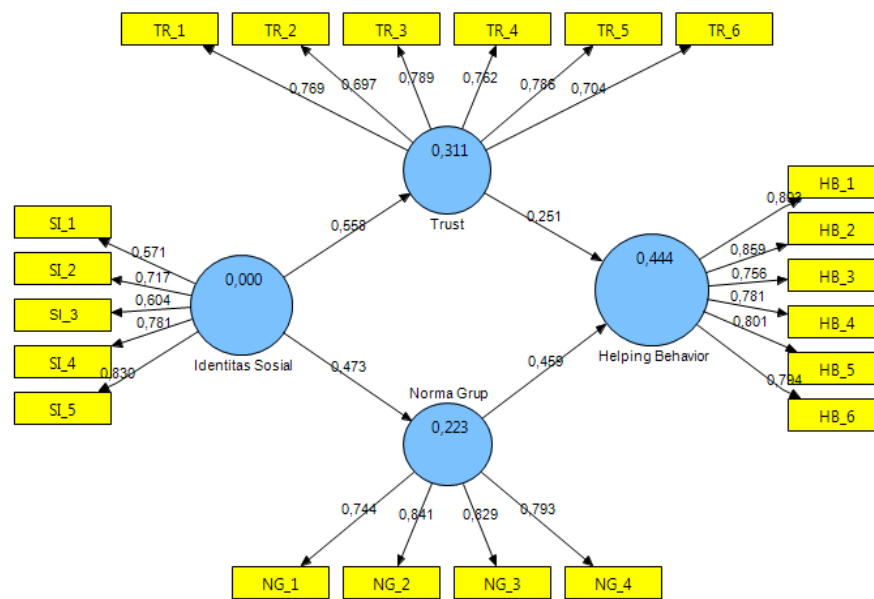 TR_1 TR_2 TR_3 TR_4 TR_5 TR_6
0,769 0,697 0,789 0,762 0,786 0,704
0,311
Trust
0,558 0,251
SI_1
SI_2
SI_3
SI_4
SI_5
0,571
0,717
0,604
0,781
0,830
0,000
Identitas Sosial
0,444
Helping Behavior
0,859
0,756
0,781
0,801
0,794
HB_1
HB_2
HB_3
HB_4
HB_5
HB_6
0,473
Norma Grup
0,223
0,744 0,841 0,829 0,793
NG_1 NG_2 NG_3 NG_4